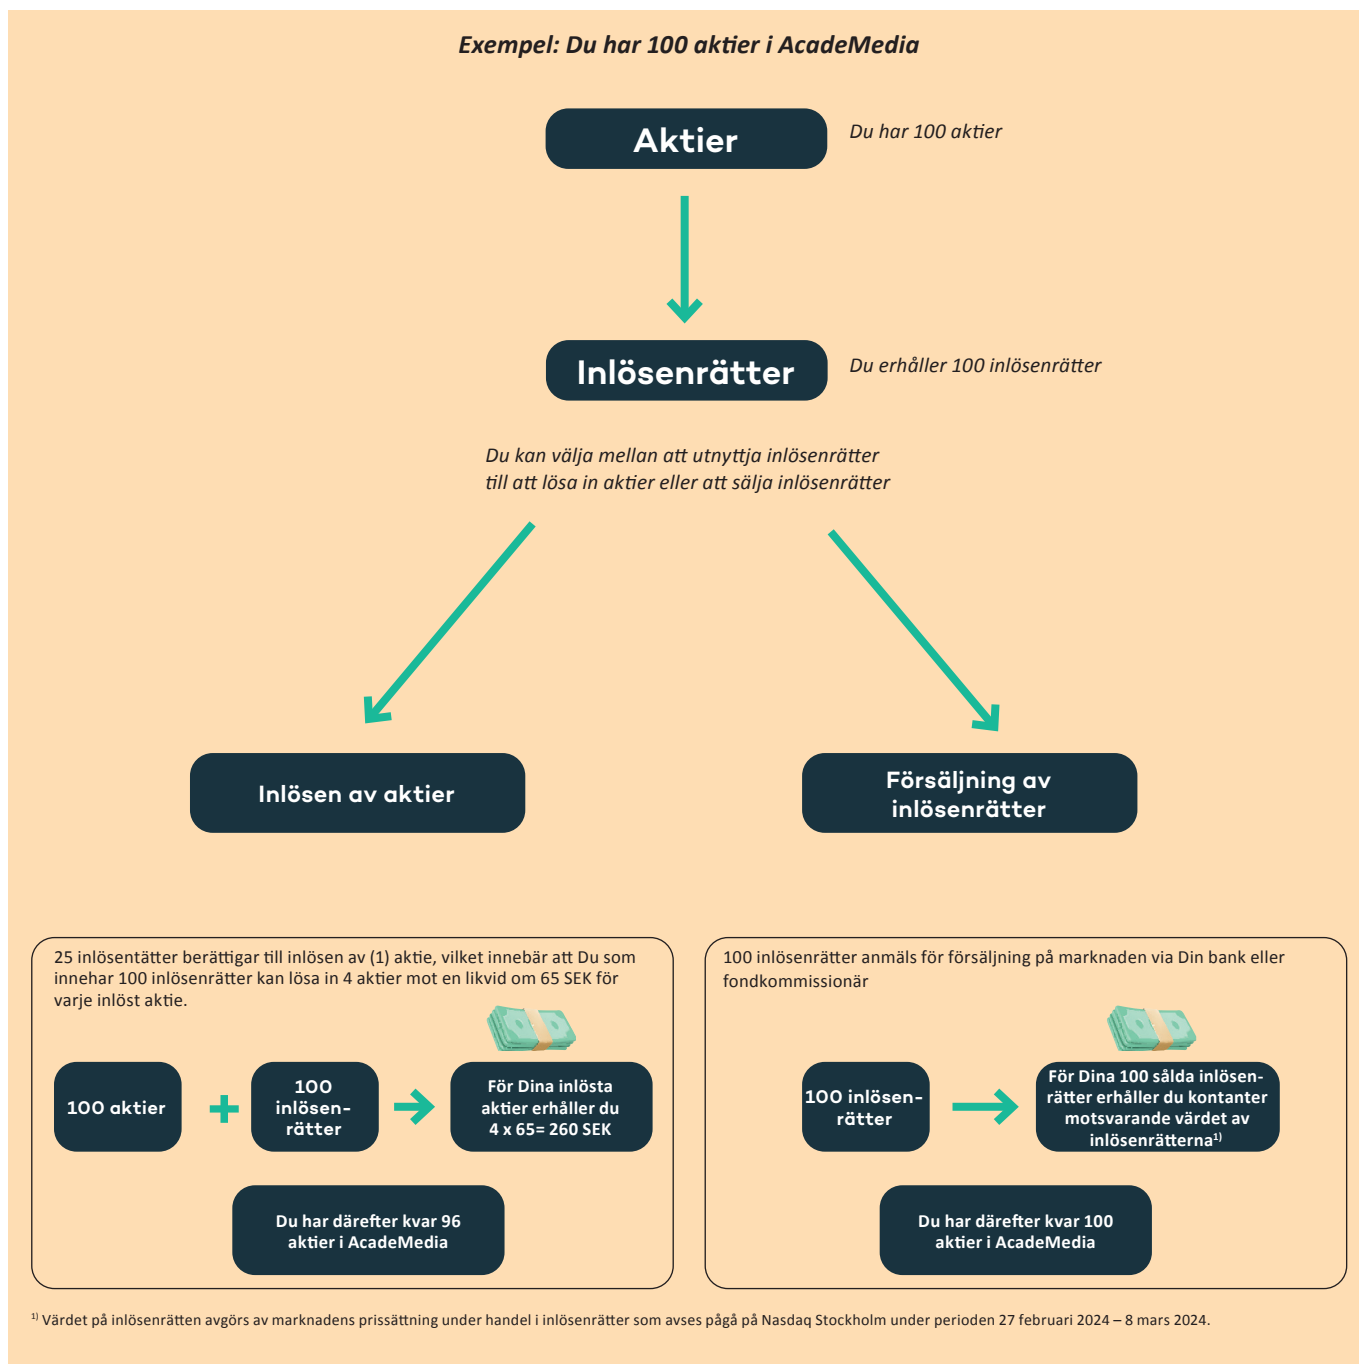 Exempel: Du har 100 aktier i AcadeMedia
Aktier
Du har 100 aktier
Inlösenrätter
Du erhåller 100 inlösenrätter
Du kan välja mellan att utnyttja inlösenrätter
till att lösa in aktier eller att sälja inlösenrätter
Inlösen av aktier
Försäljning av
inlösenrätter
25 inlösentätter berättigar till inlösen av (1) aktie, vilket innebär att Du som
innehar 100 inlösenrätter kan lösa in 4 aktier mot en likvid om 65 SEK för
varje inlöst aktie.
100 aktier
+
100
inlösen-
rätter
För Dina inlösta
aktier erhåller du
4 x 65= 260 SEK
Du har därefter kvar 96
aktier i AcadeMedia
100 inlösenrätter anmäls för försäljning på marknaden via Din bank eller
fondkommissionär
100 inlösen-
rätter
För Dina 100 sålda inlösen-
rätter erhåller du kontanter
motsvarande värdet av
inlösenrätterna¹⁾
Du har därefter kvar 100
aktier i AcadeMedia
¹⁾ Värdet på inlösenrätten avgörs av marknadens prissättning under handel i inlösenrätter som avses pågå på Nasdaq Stockholm under perioden 27 februari 2024 – 8 mars 2024.